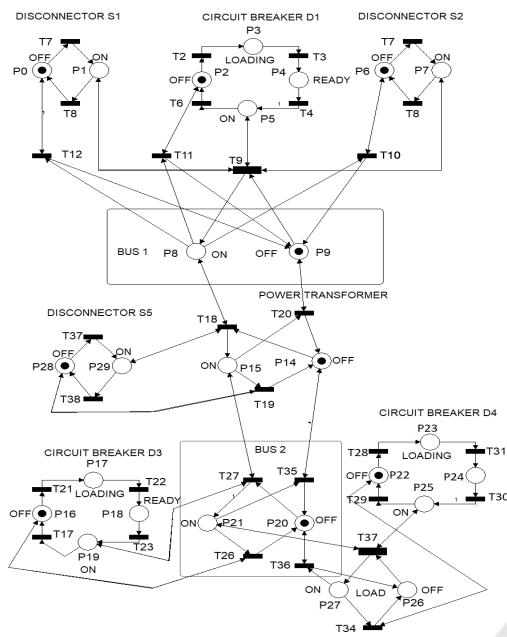 DISCONNECTOR S1
CIRCUIT BREAKER D1
DISCONNECTOR S2
T7
OFF
P0
P1
ON
T8
1
T12
P3
T2
LOADING
T3
OFF
P2
P4
READY
T6
ON
P5
1
T4
T11
T9
T7
OFF
P6
P7
ON
T8
T10
BUS 1
P8
ON
OFF
P9
POWER TRANSFORMER
DISCONNECTOR S5
T37
OFF
P28
P29
ON
T38
T18
T20
ON
P15
P14
OFF
T19
CIRCUIT BREAKER D3
P17
T21
LOADING
T22
READY
OFF
P16
P18
T17
P19
T23
ON
BUS 2
T27
T35
1
ON
P21
P20
OFF
T26
T36
CIRCUIT BREAKER D4
P23
T28
LOADING
T31
OFF
P22
P24
T29
P25
1
T30
ON
T37
ON
LOAD
OFF
P27
P26
T34